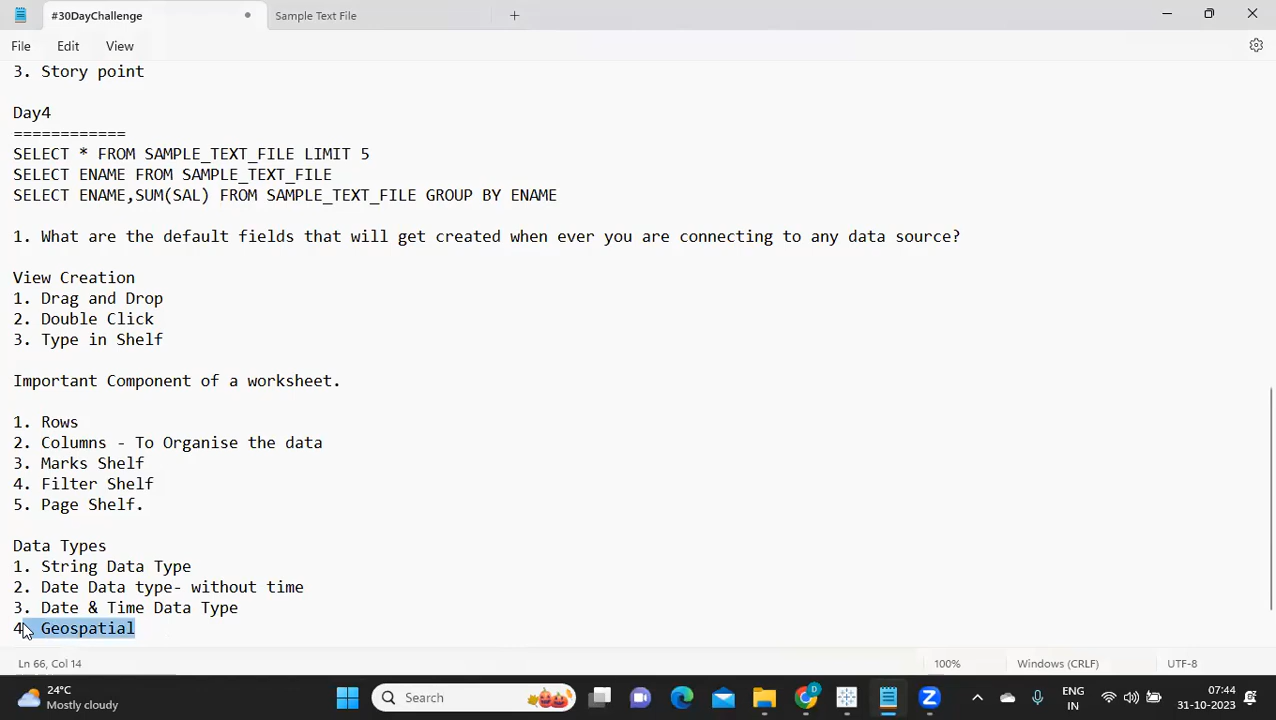 #30DayChallenge
Sample Text File
File Edit View
3. Story point
Day4
============
SELECT * FROM SAMPLE_TEXT_FILE LIMIT 5
SELECT ENAME FROM SAMPLE_TEXT_FILE
SELECT ENAME,SUM(SAL) FROM SAMPLE_TEXT_FILE GROUP BY ENAME
1. What are the default fields that will get created when ever you are connecting to any data source?
View Creation
1. Drag and Drop
2. Double Click
3. Type in Shelf
Important Component of a worksheet.
1. Rows
2. Columns - To Organise the data
3. Marks Shelf
4. Filter Shelf
5. Page Shelf.
Data Types
1. String Data Type
2. Date Data type- without time
3. Date & Time Data Type
4. Geospatial
Ln 66, Col 14
100%
Windows (CRLF)
UTF-8
24°C
Mostly cloudy
Search
ENG
IN
07:44
31-10-2023